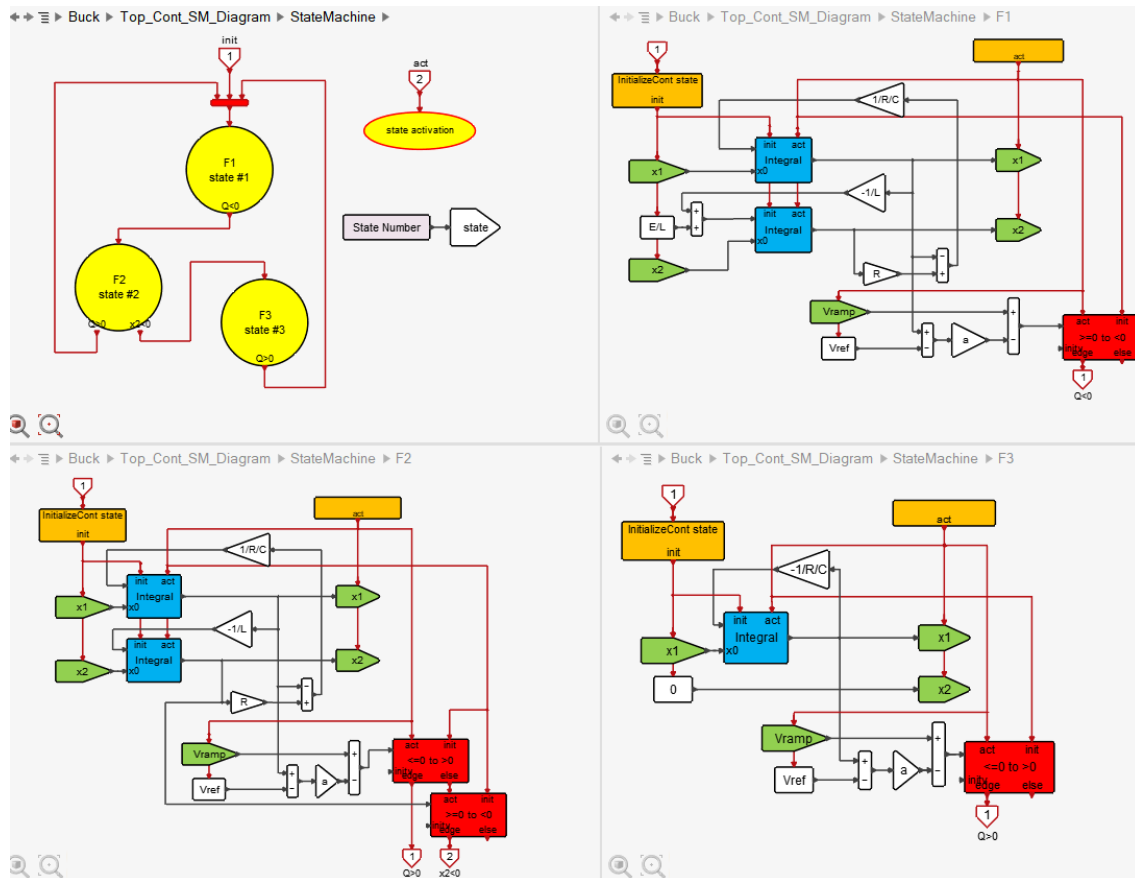 Buck Top_Cont_SM_Diagram StateMachine
init
1
act
2
state activation
F1
state #1
Q<0
State Number
state
F2
state #2
Q>0 x2<0
F3
state #3
Q>0
Buck Top_Cont_SM_Diagram StateMachine F1
1
InitializeCont state
init
act
1/R/C
init act
Integral
x0
x1
x1
-1/L
E/L
+
+
init act
Integral
x0
x2
x2
R
-
+
Vramp
Vref
+
-
a
+
-
act init
>=0 to <0
inity
edge else
1
Q<0
Buck Top_Cont_SM_Diagram StateMachine F2
1
InitializeCont state
init
act
1/R/C
init act
Integral
x0
x1
x1
-1/L
init act
Integral
x0
x2
x2
R
-
+
Vramp
Vref
+
-
a
+
-
act init
<=0 to >0
inity
edge else
act init
>=0 to <0
inity
edge else
1
Q>0
2
x2<0
Buck Top_Cont_SM_Diagram StateMachine F3
1
InitializeCont state
init
act
-1/R/C
init act
Integral
x0
x1
x1
0
x2
Vramp
Vref
+
-
a
+
-
act init
<=0 to >0
inity
edge else
1
Q>0